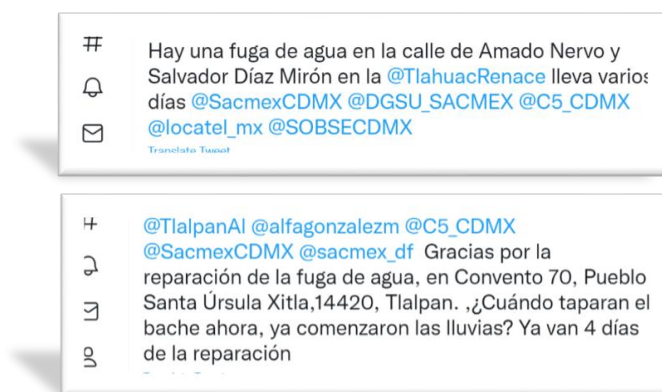 Hay una fuga de agua en la calle de Amado Nervo y
Salvador Díaz Mirón en la @TlahuacRenace lleva varios
días @SacmexCDMX @DGSU_SACMEX @C5_CDMX
@locatel_mx @SOBSECDMX
Translate Tweet
@TlalpanAl @alfagonzalezm @C5_CDMX
@SacmexCDMX @sacmex_df Gracias por la
reparación de la fuga de agua, en Convento 70, Pueblo
Santa Úrsula Xitla,14420, Tlalpan. ,¿Cuándo taparan el
bache ahora, ya comenzaron las lluvias? Ya van 4 días
de la reparación